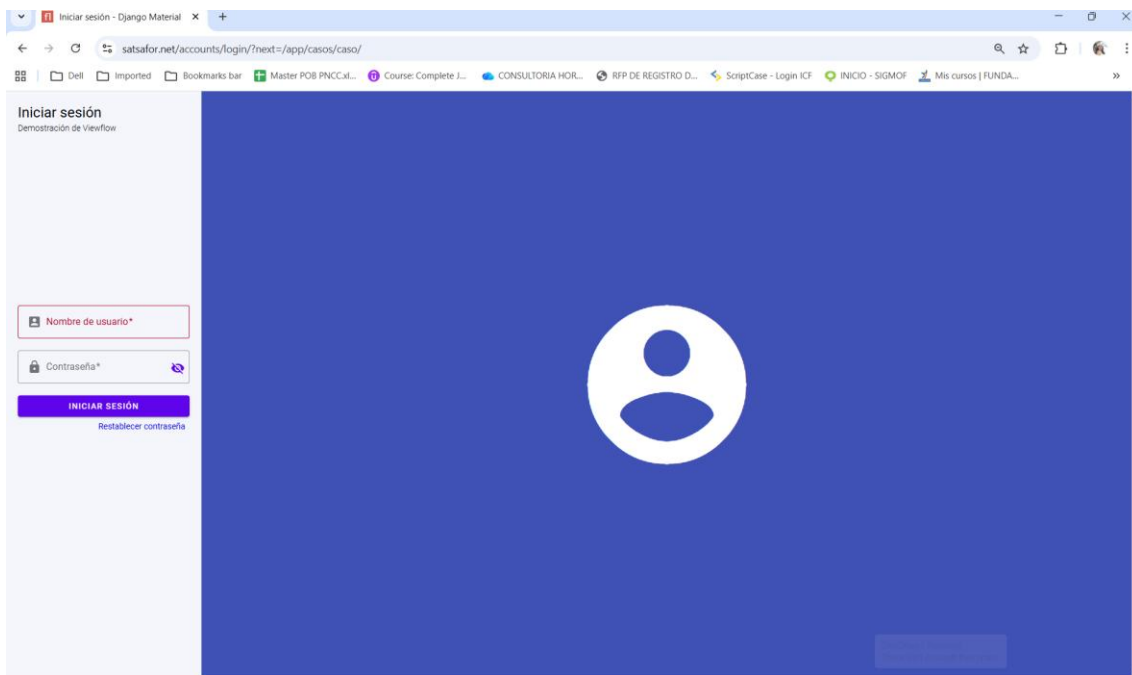 Iniciar sesión - Django Material
satsafor.net/accounts/login/?next=/app/casos/caso/
Dell Imported Bookmarks bar Master POB PNCC.xl... Course: Complete J... CONSULTORIA HOR... RFP DE REGISTRO D... ScriptCase - Login ICF INICIO - SIGMOF Mis cursos | FUNDA...
Iniciar sesión
Demostración de Viewflow
Nombre de usuario*
Contraseña*
INICIAR SESIÓN
Restablecer contraseña